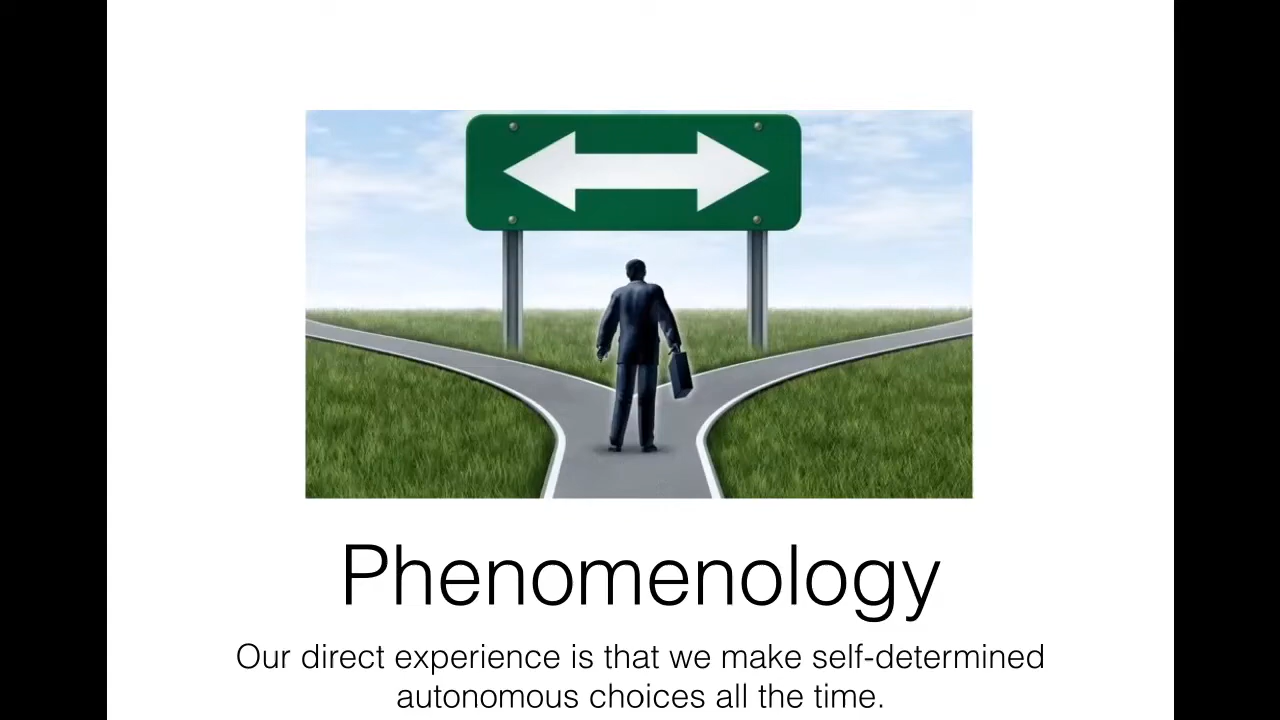 Phenomenology
Our direct experience is that we make self-determined
autonomous choices all the time.